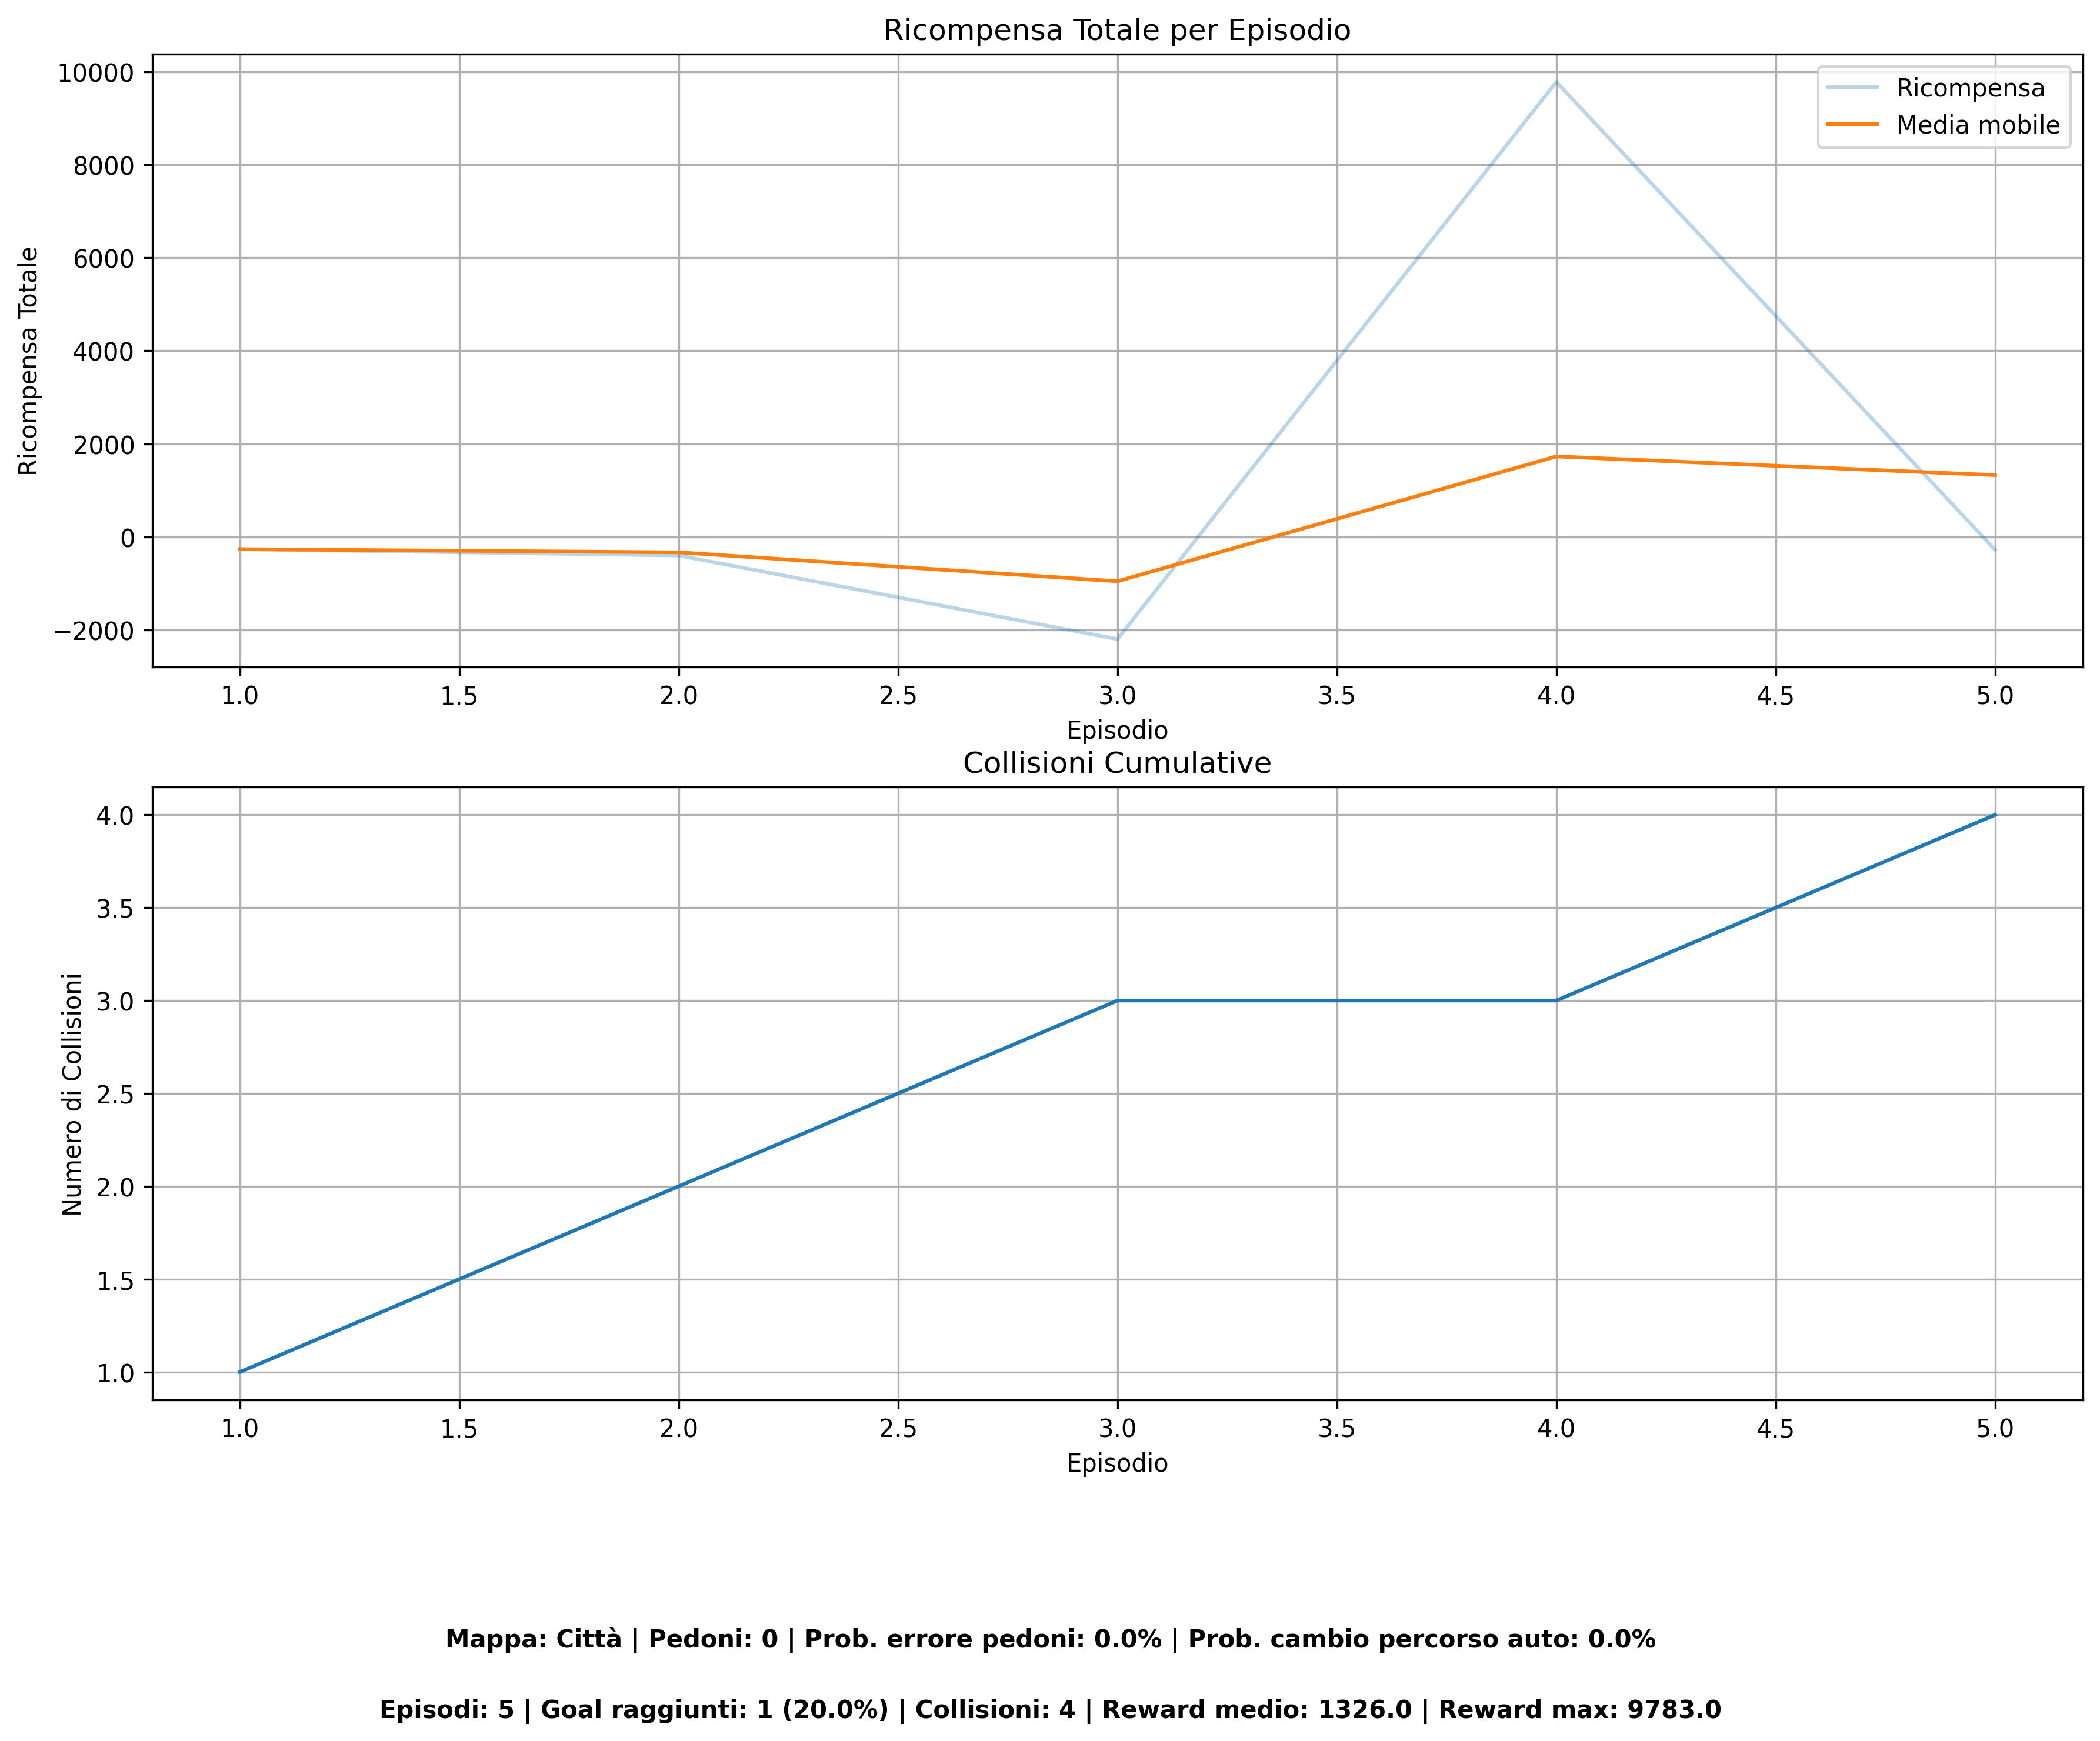 Ricompensa Totale per Episodio
Ricompensa
Media mobile
10000
8000
6000
4000
2000
0
−2000
Ricompensa Totale
1.0 1.5 2.0 2.5 3.0 3.5 4.0 4.5 5.0
Episodio
Collisioni Cumulative
4.0
3.5
3.0
2.5
2.0
1.5
1.0
Numero di Collisioni
1.0 1.5 2.0 2.5 3.0 3.5 4.0 4.5 5.0
Episodio
Mappa: Città | Pedoni: 0 | Prob. errore pedoni: 0.0% | Prob. cambio percorso auto: 0.0%
Episodi: 5 | Goal raggiunti: 1 (20.0%) | Collisioni: 4 | Reward medio: 1326.0 | Reward max: 9783.0